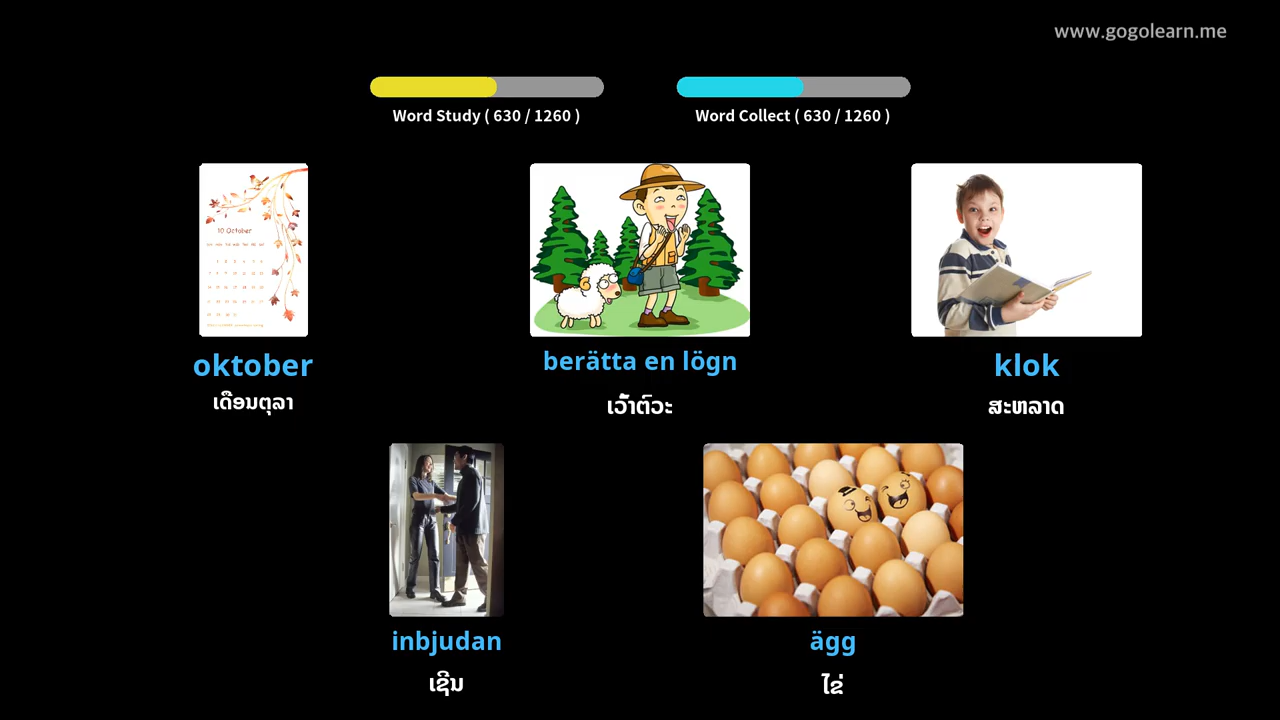 www.gogolearn.me
Word Study ( 630 / 1260 )
Word Collect ( 630 / 1260 )
10 October
oktober
ເດືອນຕຸລາ
berätta en lögn
ເວົ້າຕົວະ
klok
ສະຫລາດ
inbjudan
ເຊີນ
ägg
ໄຂ່